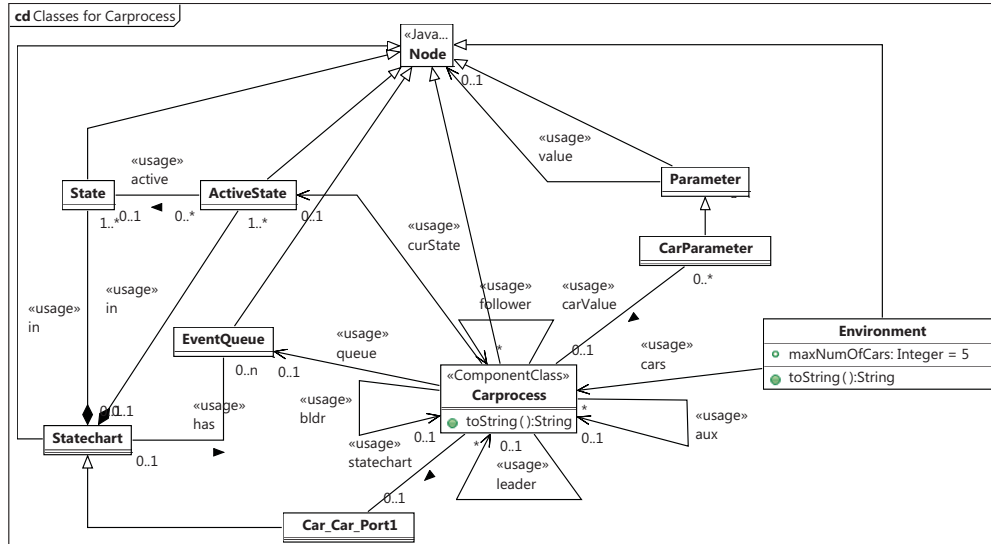 cd Classes for Carprocess
«Java...
Node
0..1
«usage»
value
«usage»
active
State
ActiveState
Parameter
1..*
0..1
0..*
1..*
0..1
«usage»
curState
CarParameter
0..*
«usage»
in
«usage»
in
«usage»
follower
«usage»
carValue
EventQueue
0..n
0..1
«usage»
queue
*
0..1
«usage»
cars
Environment
maxNumOfCars: Integer = 5
toString():String
«ComponentClass»
Carprocess
toString():String
«usage»
bldr
0..1
*
0..1
«usage»
aux
«usage»
has
0..1
Statechart
0..1
«usage»
statechart
*
0..1
«usage»
leader
0..1
Car_Car_Port1